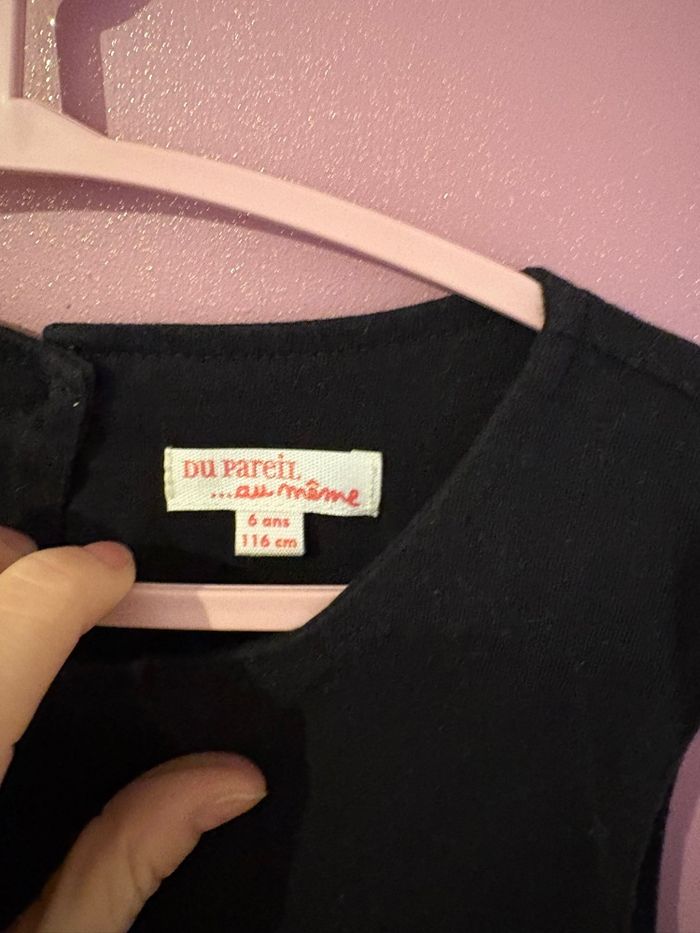 DU PAREIL
...au même
6 ans
116 cm